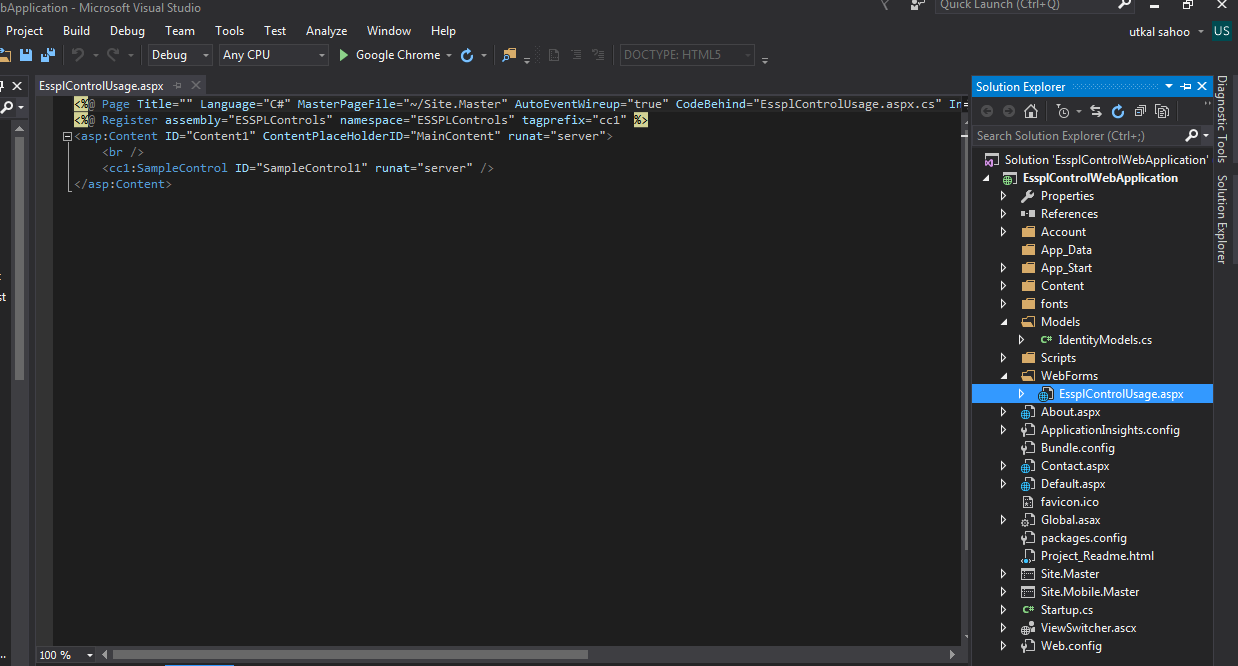 bApplication - Microsoft Visual Studio
Quick Launch (Ctrl+Q)
Project Build Debug Team Tools Test Analyze Window Help
utkal sahoo US
Debug Any CPU Google Chrome DOCTYPE: HTML5
EssplControlUsage.aspx
<%@ Page Title="" Language="C#" MasterPageFile="~/Site.Master" AutoEventWireup="true" CodeBehind="EssplControlUsage.aspx.cs" In
<%@ Register assembly="ESSPLControls" namespace="ESSPLControls" tagprefix="cc1" %>
<asp:Content ID="Content1" ContentPlaceHolderID="MainContent" runat="server">
<br />
<cc1:SampleControl ID="SampleControl1" runat="server" />
</asp:Content>
st
100 %
Solution Explorer
Search Solution Explorer (Ctrl+;)
Solution 'EssplControlWebApplication'
EssplControlWebApplication
Properties
References
Account
App_Data
App_Start
Content
fonts
Models
C# IdentityModels.cs
Scripts
WebForms
EssplControlUsage.aspx
About.aspx
ApplicationInsights.config
Bundle.config
Contact.aspx
Default.aspx
favicon.ico
Global.asax
packages.config
Project_Readme.html
Site.Master
Site.Mobile.Master
C# Startup.cs
ViewSwitcher.ascx
Web.config
Diagnostic Tools
Solution Explorer